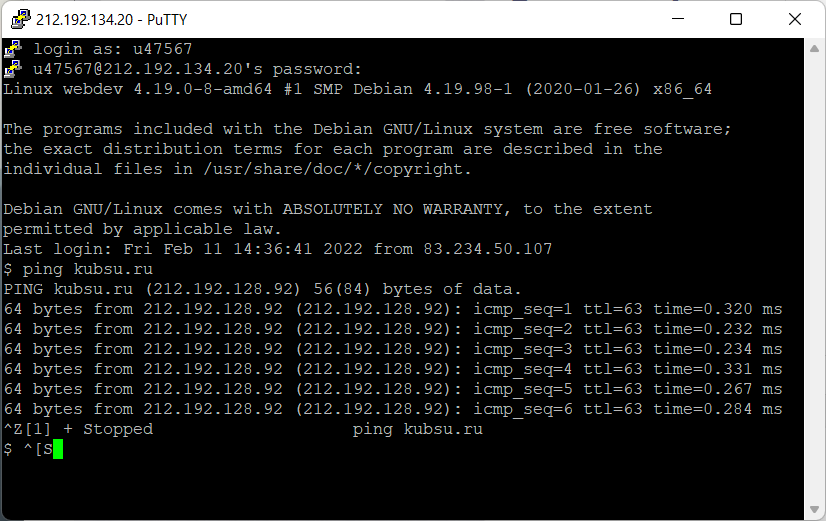 212.192.134.20 - PuTTY
login as: u47567
u47567@212.192.134.20's password:
Linux webdev 4.19.0-8-amd64 #1 SMP Debian 4.19.98-1 (2020-01-26) x86_64
The programs included with the Debian GNU/Linux system are free software;
the exact distribution terms for each program are described in the
individual files in /usr/share/doc/*/copyright.
Debian GNU/Linux comes with ABSOLUTELY NO WARRANTY, to the extent
permitted by applicable law.
Last login: Fri Feb 11 14:36:41 2022 from 83.234.50.107
$ ping kubsu.ru
PING kubsu.ru (212.192.128.92) 56(84) bytes of data.
64 bytes from 212.192.128.92 (212.192.128.92): icmp_seq=1 ttl=63 time=0.320 ms
64 bytes from 212.192.128.92 (212.192.128.92): icmp_seq=2 ttl=63 time=0.232 ms
64 bytes from 212.192.128.92 (212.192.128.92): icmp_seq=3 ttl=63 time=0.234 ms
64 bytes from 212.192.128.92 (212.192.128.92): icmp_seq=4 ttl=63 time=0.331 ms
64 bytes from 212.192.128.92 (212.192.128.92): icmp_seq=5 ttl=63 time=0.267 ms
64 bytes from 212.192.128.92 (212.192.128.92): icmp_seq=6 ttl=63 time=0.284 ms
^Z[1] + Stopped                    ping kubsu.ru
$ ^[S